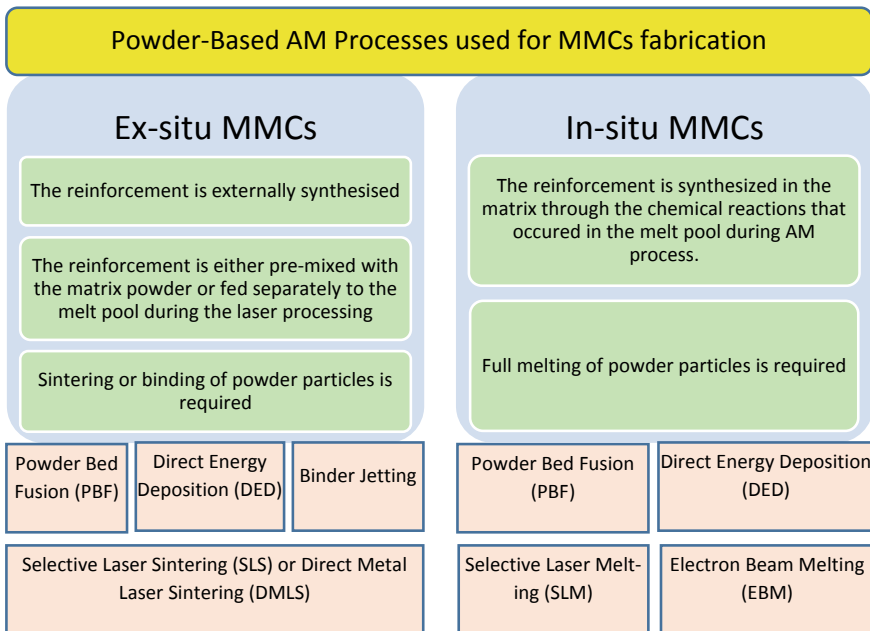 Powder-Based AM Processes used for MMCs fabrication
Ex-situ MMCs
The reinforcement is externally synthesised
The reinforcement is either pre-mixed with
the matrix powder or fed separately to the
melt pool during the laser processing
Sintering or binding of powder particles is
required
Powder Bed
Fusion (PBF)
Direct Energy
Deposition (DED)
Binder Jetting
Selective Laser Sintering (SLS) or Direct Metal
Laser Sintering (DMLS)
In-situ MMCs
The reinforcement is synthesized in the
matrix through the chemical reactions that
occured in the melt pool during AM
process.
Full melting of powder particles is required
Powder Bed Fusion
(PBF)
Direct Energy Deposition
(DED)
Selective Laser Melt-
ing (SLM)
Electron Beam Melting
(EBM)